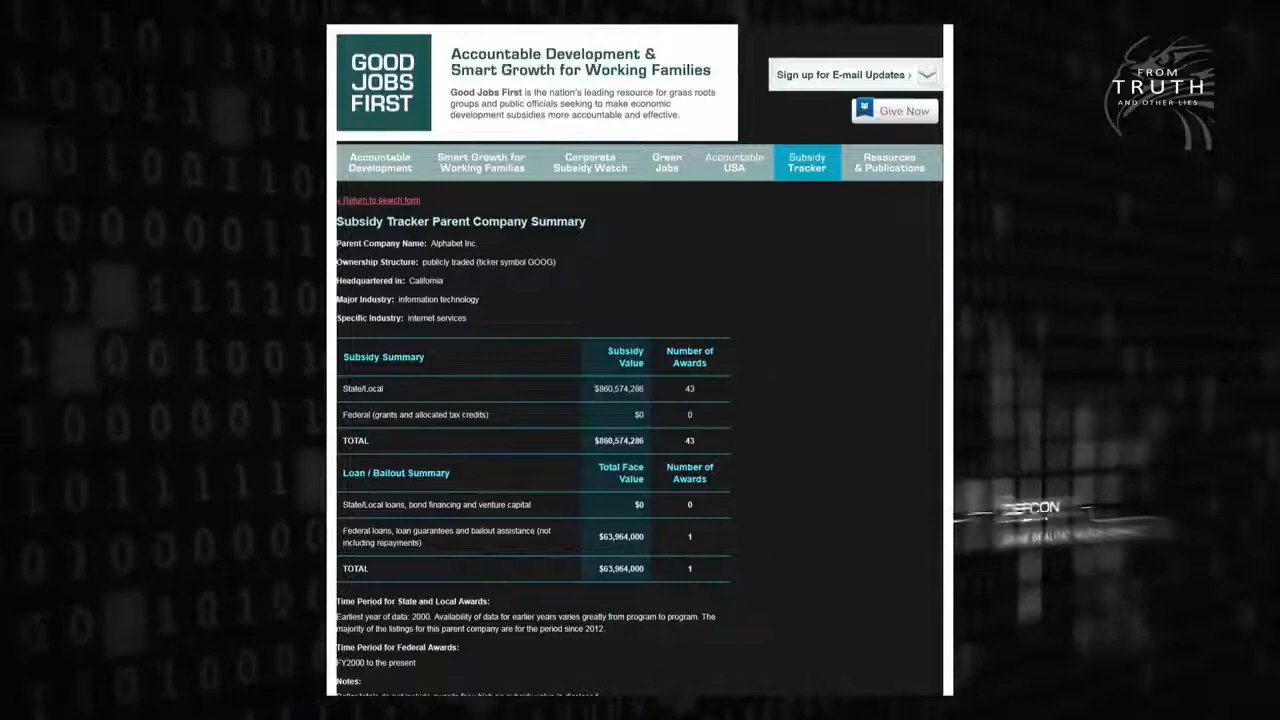 GOOD
JOBS
FIRST
Accountable Development &
Smart Growth for Working Families
Good Jobs First is the nation's leading resource for grass roots
groups and public officials seeking to make economic
development subsidies more accountable and effective.
Sign up for E-mail Updates ›
Give Now
FROM
TRUTH
AND OTHER LIES
Accountable
Development
Smart Growth for
Working Families
Corporate
Subsidy Watch
Green
Jobs
Accountable
USA
Subsidy
Tracker
Resources
& Publications
Return to search form
Subsidy Tracker Parent Company Summary
Parent Company Name: Alphabet Inc.
Ownership Structure: publicly traded (ticker symbol GOOG)
Headquartered in: California
Major Industry: information technology
Specific Industry: internet services
Subsidy Summary Subsidy Value Number of Awards
State/Local $860,574,286 43
Federal (grants and allocated tax credits) $0 0
TOTAL $860,574,286 43
Loan / Bailout Summary Total Face Value Number of Awards
State/Local loans, bond financing and venture capital $0 0
Federal loans, loan guarantees and bailout assistance (not
including repayments) $63,964,000 1
TOTAL $63,964,000 1
Time Period for State and Local Awards:
Earliest year of data: 2000. Availability of data for earlier years varies greatly from program to program. The
majority of the listings for this parent company are for the period since 2012.
Time Period for Federal Awards:
FY2000 to the present
Notes: